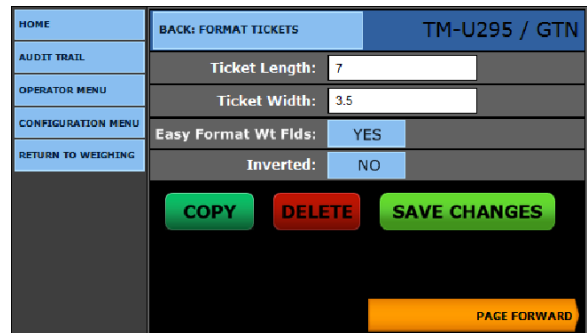 HOME
AUDIT TRAIL
OPERATOR MENU
CONFIGURATION MENU
RETURN TO WEIGHING
BACK: FORMAT TICKETS
TM-U295 / GTN
Ticket Length: 7
Ticket Width: 3.5
Easy Format Wt Flds: YES
Inverted: NO
COPY DELETE SAVE CHANGES
PAGE FORWARD